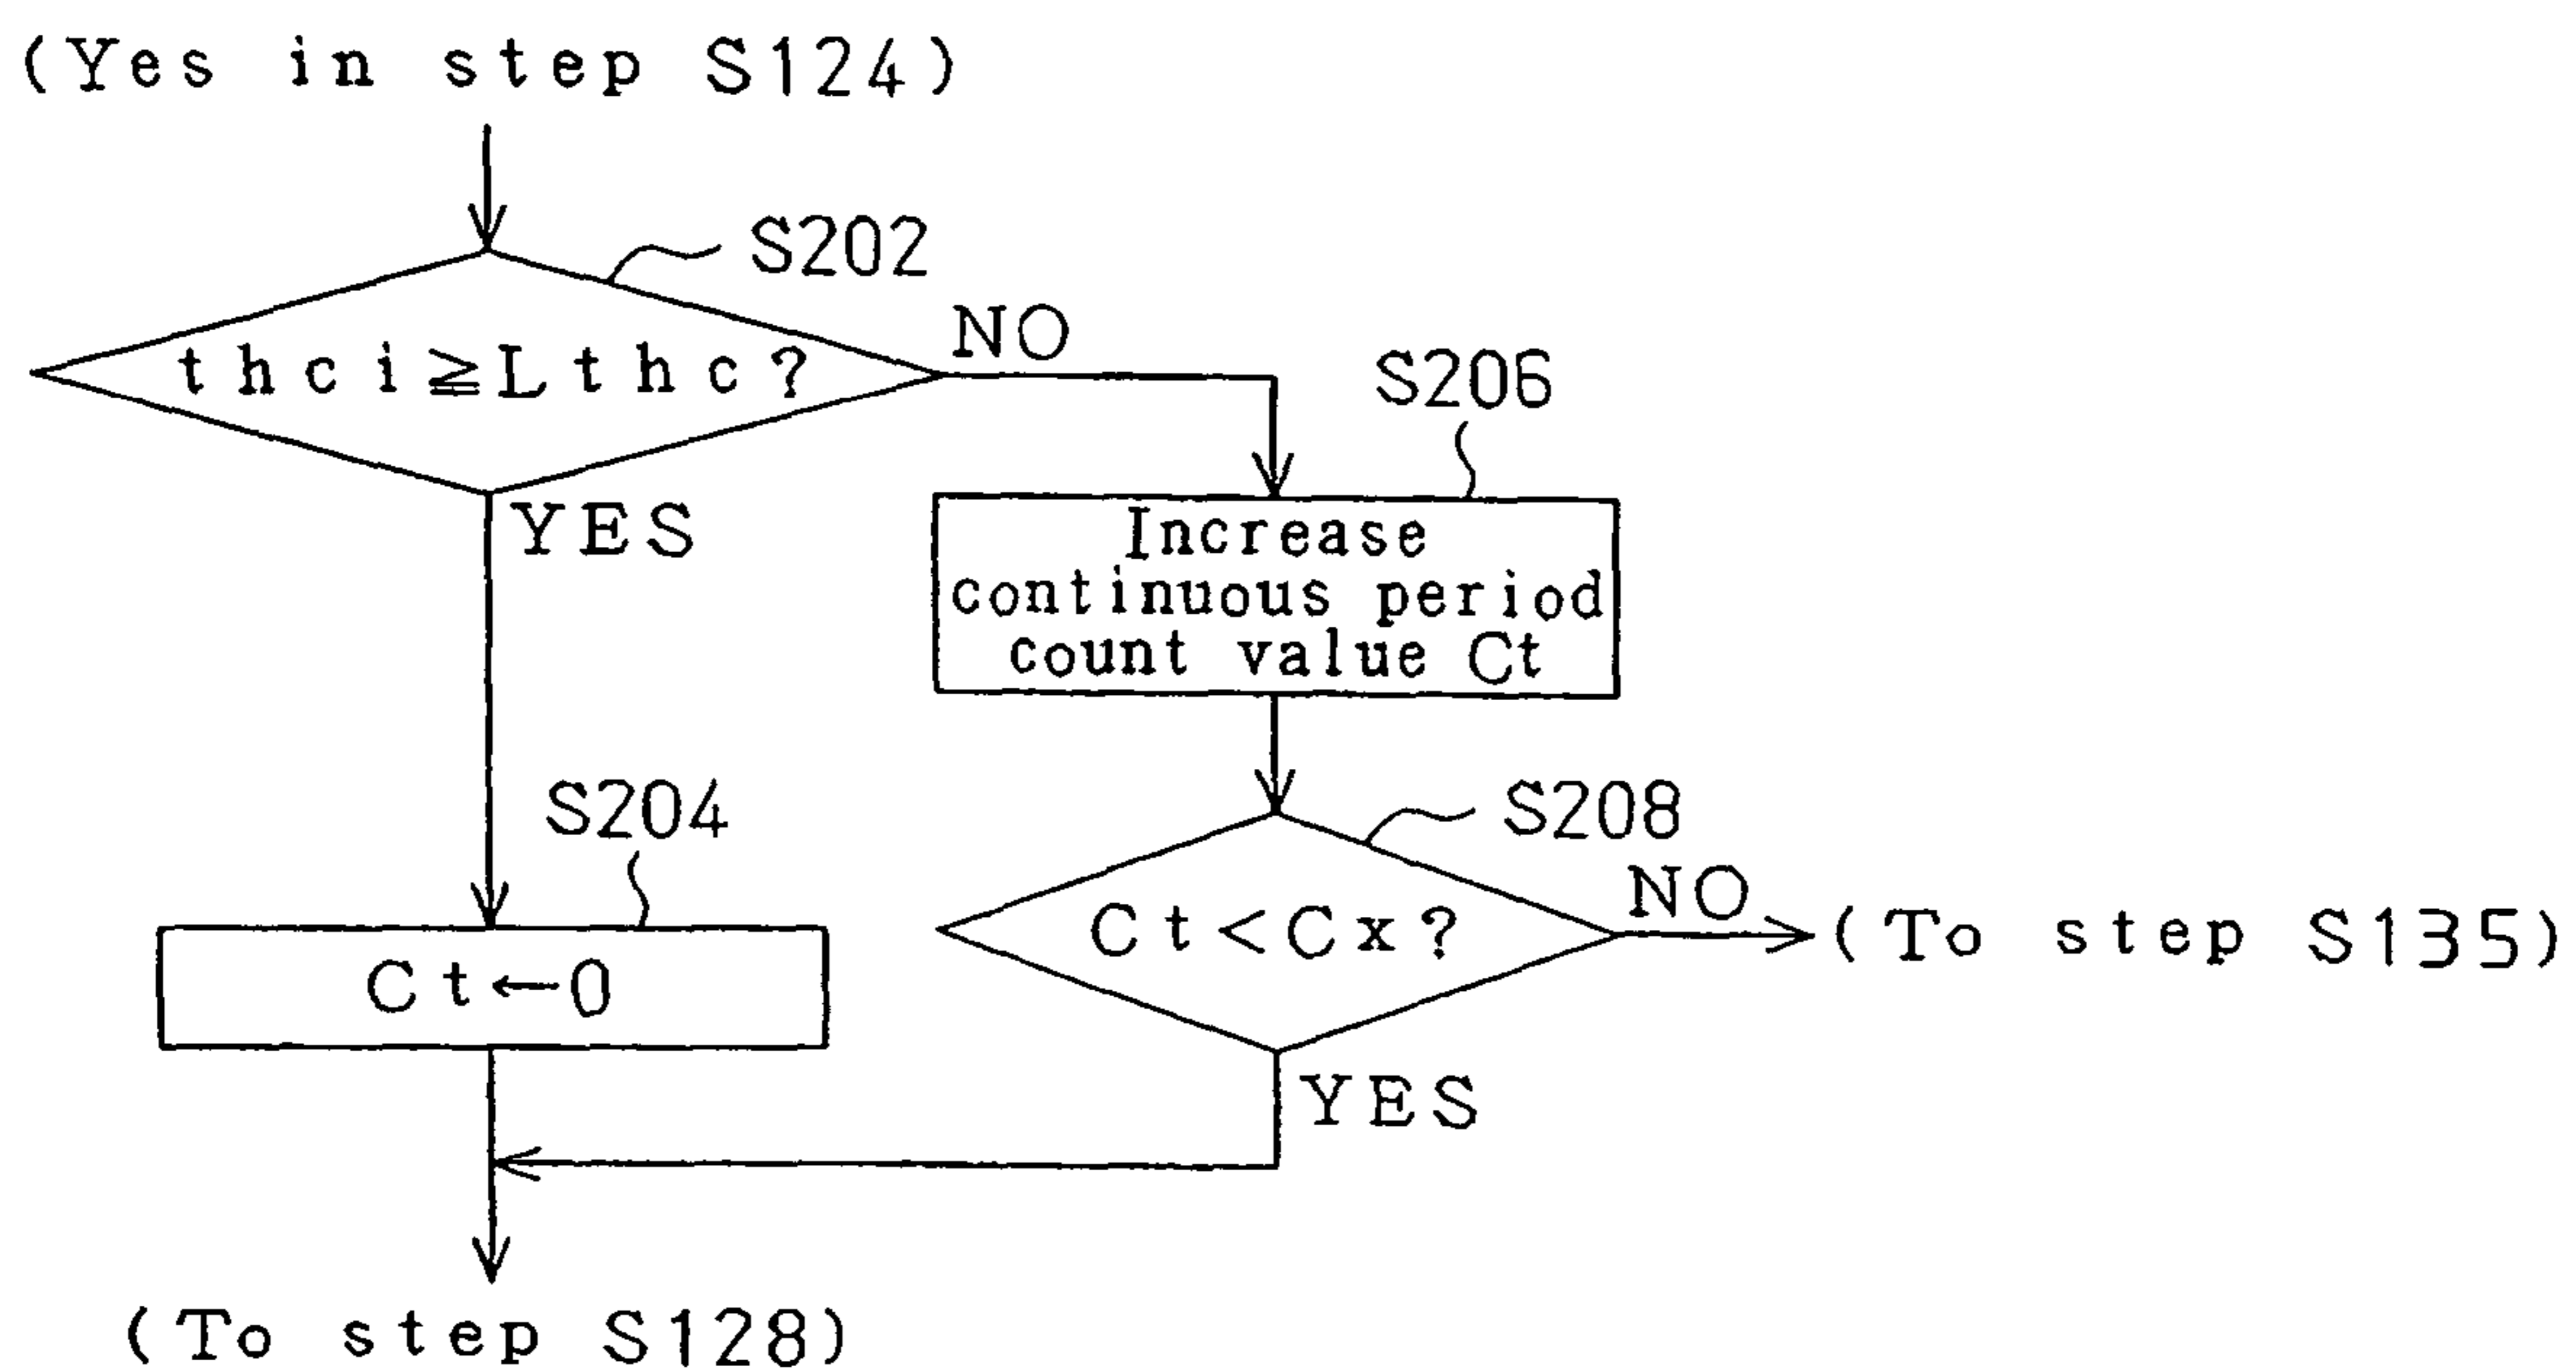 (Yes in step S124)
S202
thci≧Lthc?
NO
YES
S206
Increase
continuous period
count value Ct
S204
Ct←0
S208
Ct<Cx?
NO
(To step S135)
YES
(To step S128)